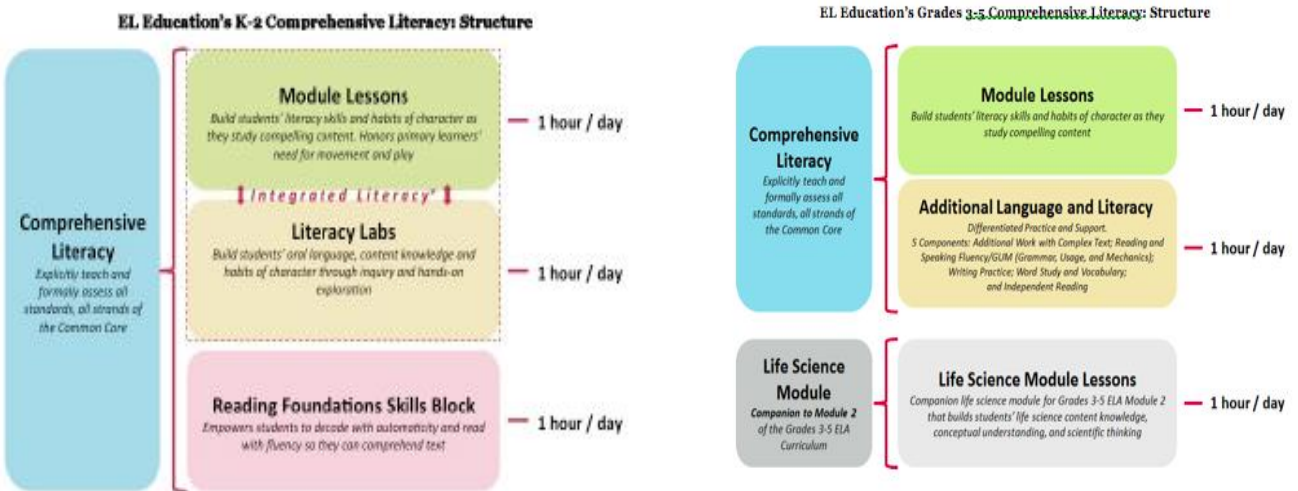 EL Education's K-2 Comprehensive Literacy: Structure
Comprehensive
Literacy
Explicitly teach and
formally assess all
standards, all strands of
the Common Core
Module Lessons
Build students' literacy skills and habits of character as
they study compelling content. Honors primary learners'
need for movement and play
1 hour / day
Integrated Literacy*
Literacy Labs
Build students' oral language, content knowledge and
habits of character through inquiry and hands-on
exploration
1 hour / day
Reading Foundations Skills Block
Empowers students to decode with automaticity and read
with fluency so they can comprehend text
1 hour / day
EL Education's Grades 3-5 Comprehensive Literacy: Structure
Comprehensive
Literacy
Explicitly teach and
formally assess all
standards, all strands of
the Common Core
Module Lessons
Build students' literacy skills and habits of character as they
study compelling content
1 hour / day
Additional Language and Literacy
Differentiated Practice and Support.
5 Components: Additional Work with Complex Text; Reading and
Speaking Fluency/GUM (Grammar, Usage, and Mechanics);
Writing Practice; Word Study and Vocabulary;
and Independent Reading
1 hour / day
Life Science
Module
Companion to Module 2
of the Grades 3-5 ELA
Curriculum
Life Science Module Lessons
Companion life science module for Grades 3-5 ELA Module 2
that builds students' life science content knowledge,
conceptual understanding, and scientific thinking
1 hour / day